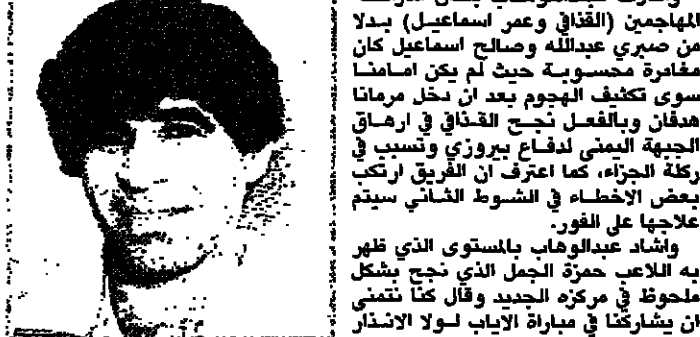 المهاجمين (القذافي وعمر اسماعيل) بدلا
من صبري عبدالله وصالح اسماعيل كان
مغامرة محسوبة حيث لم يكن امامنا
سوى تكثيف الهجوم بعد ان دخل مرمانا
هدفان وبالفعل نجح القذافي في ارهاق
الجبهة اليمنى لدفاع بيروزي وتسبب في
ركلة الجزاء، كما اعترف ان الفريق ارتكب
بعض الاخطاء في الشوط الثاني سيتم
علاجها على الفور.
واشاد عبدالوهاب بالمستوى الذي ظهر
به اللاعب حمزة الجمل الذي نجح بشكل
ملحوظ في مركزه الجديد وقال كنا نتمنى
ان يشاركنا في مباراة الاياب لولا الانذار